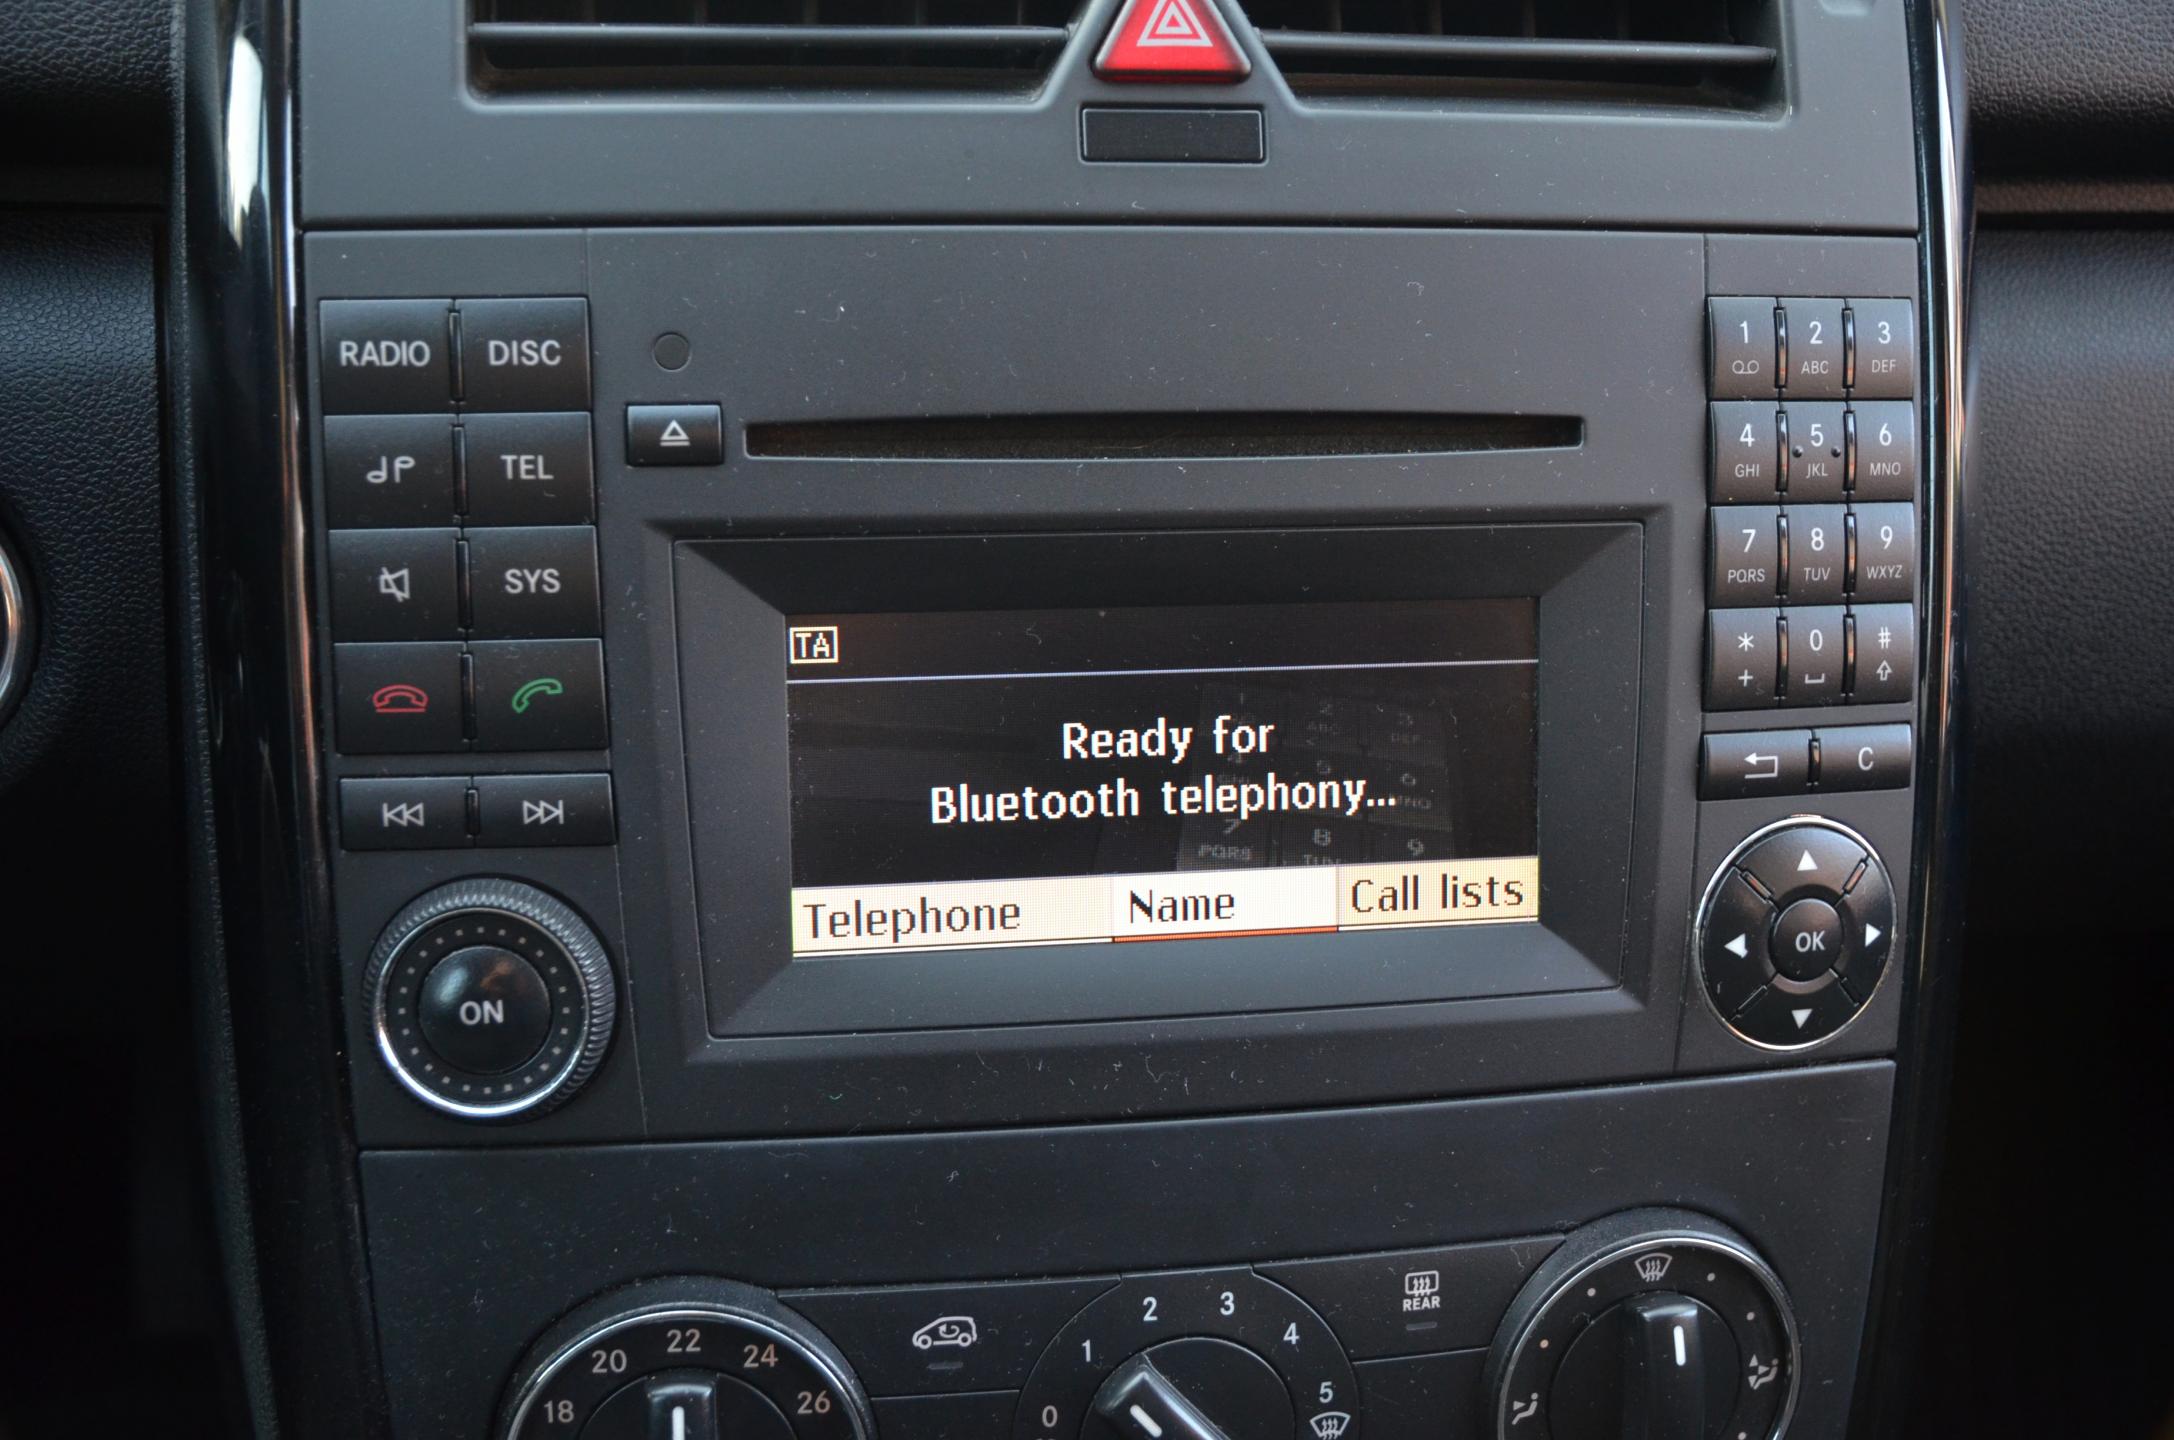 RADIO DISC
TEL
SYS
ON
TA
Ready for
Bluetooth telephony...
Telephone Name Call lists
1 2 3
ABC DEF
4 5 6
GHI JKL MNO
7 8 9
PQRS TUV WXYZ
* 0 #
+
C
OK
18 20 22 24 26
0 1 2 3 4 5
REAR